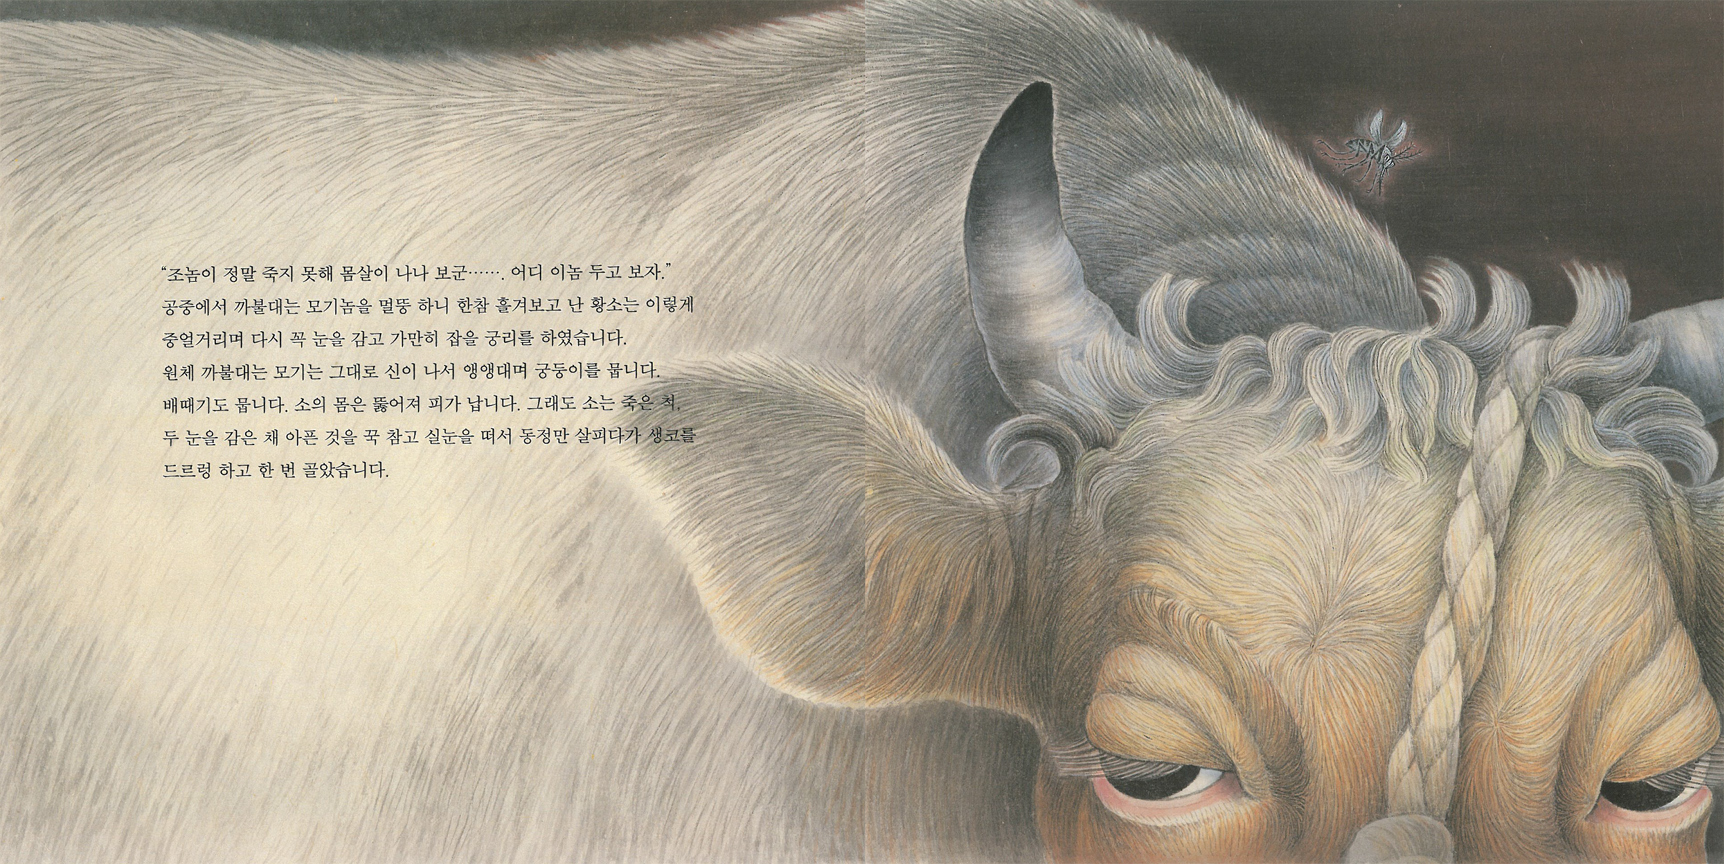 “조놈이 정말 죽지 못해 몸살이 나나 보군……. 어디 이놈 두고 보자.”
공중에서 까불대는 모기놈을 멀뚱 하니 한참 흘겨보고 난 황소는 이렇게
중얼거리며 다시 꼭 눈을 감고 가만히 잡을 궁리를 하였습니다.
원체 까불대는 모기는 그대로 신이 나서 앵앵대며 궁둥이를 뭅니다.
배때기도 뭅니다. 소의 몸은 뚫어져 피가 납니다. 그래도 소는 죽은 척,
두 눈을 감은 채 아픈 것을 꾹 참고 실눈을 떠서 동정만 살피다가 생코를
드르렁 하고 한 번 골았습니다.